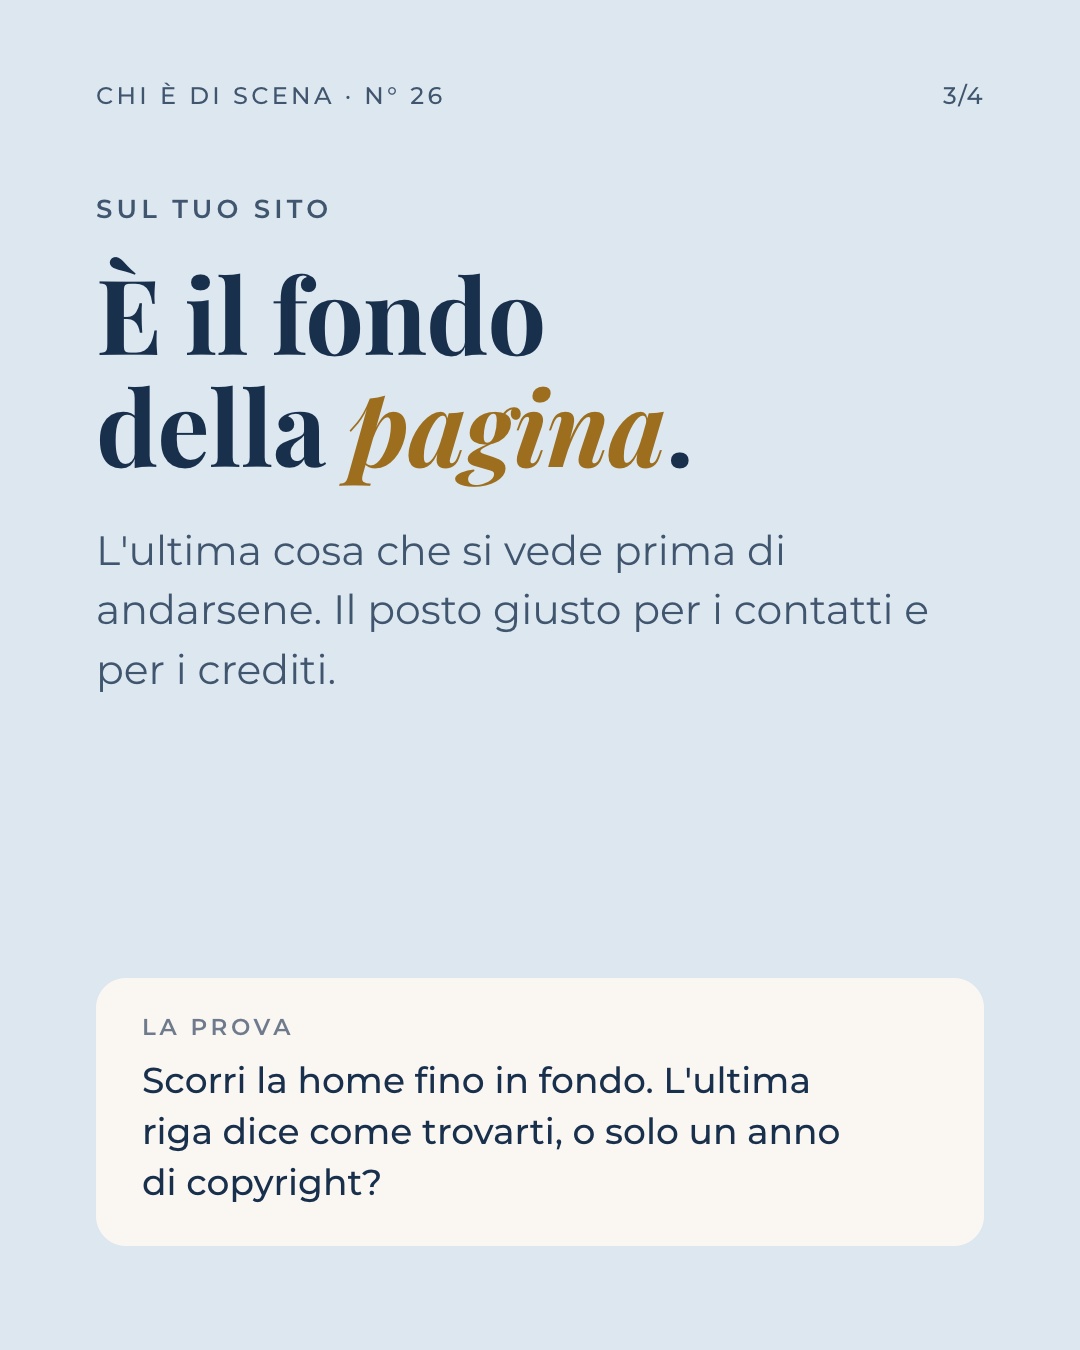 CHI È DI SCENA · N° 26
3/4
SUL TUO SITO
È il fondo
della pagina.
L'ultima cosa che si vede prima di
andarsene. Il posto giusto per i contatti e
per i crediti.
LA PROVA
Scorri la home fino in fondo. L'ultima
riga dice come trovarti, o solo un anno
di copyright?